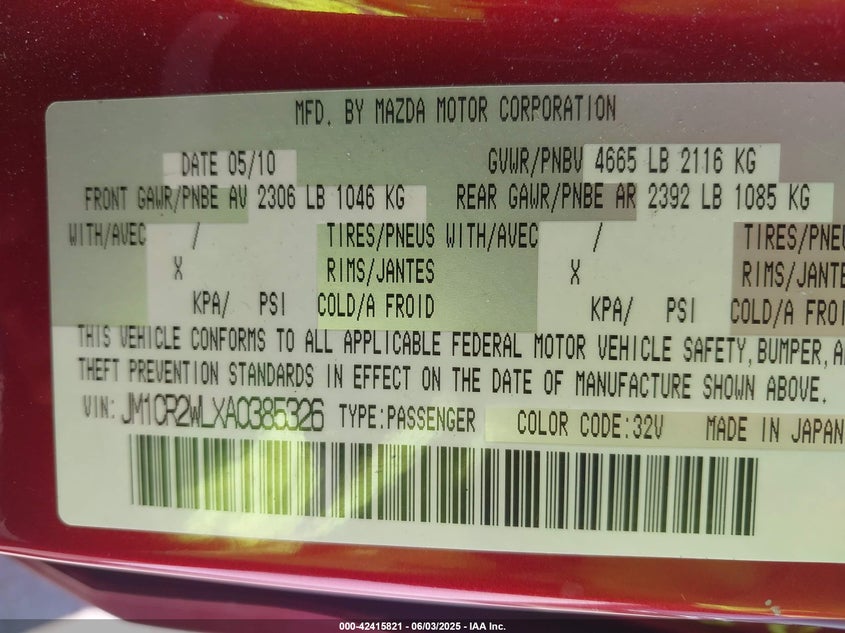 MFD. BY MAZDA MOTOR CORPORATION
DATE 05/10 GVWR/PNBV 4665 LB 2116 KG
FRONT GAWR/PNBE AV 2306 LB 1046 KG REAR GAWR/PNBE AR 2392 LB 1085 KG
WITH/AVEC / TIRES/PNEUS WITH/AVEC / TIRES/PNEU
X RIMS/JANTES X RIMS/JANTES
KPA/ PSI COLD/A FROID KPA/ PSI COLD/A FROI
THIS VEHICLE CONFORMS TO ALL APPLICABLE FEDERAL MOTOR VEHICLE SAFETY, BUMPER, A
THEFT PREVENTION STANDARDS IN EFFECT ON THE DATE OF MANUFACTURE SHOWN ABOVE.
VIN: JM1CR2WLXA0385326 TYPE:PASSENGER COLOR CODE:32V MADE IN JAPAN
000-42415821 - 06/03/2025 - IAA Inc.